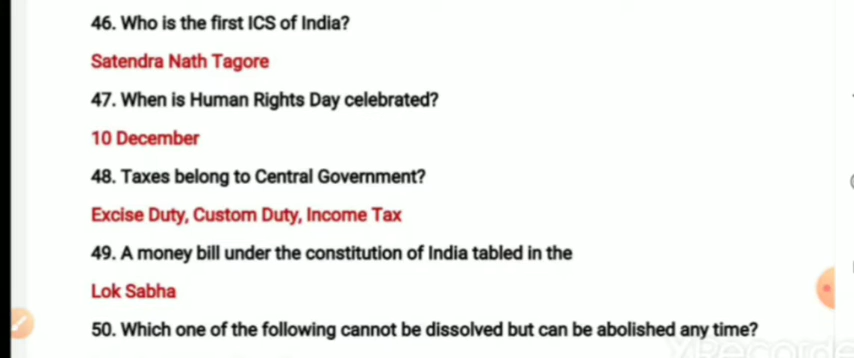 46. Who is the first ICS of India?
Satendra Nath Tagore
47. When is Human Rights Day celebrated?
10 December
48. Taxes belong to Central Government?
Excise Duty, Custom Duty, Income Tax
49. A money bill under the constitution of India tabled in the
Lok Sabha
50. Which one of the following cannot be dissolved but can be abolished any time?